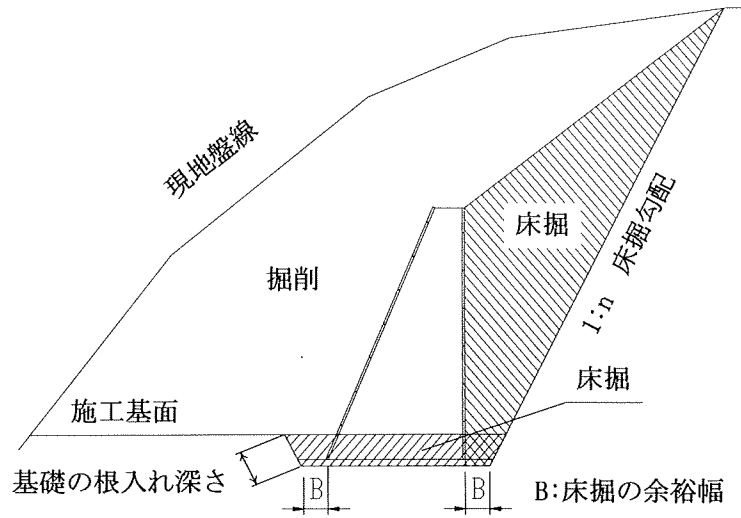 現地盤線
床掘
1:n 床掘勾配
掘削
床掘
施工基面
基礎の根入れ深さ
B
B
B:床掘の余裕幅